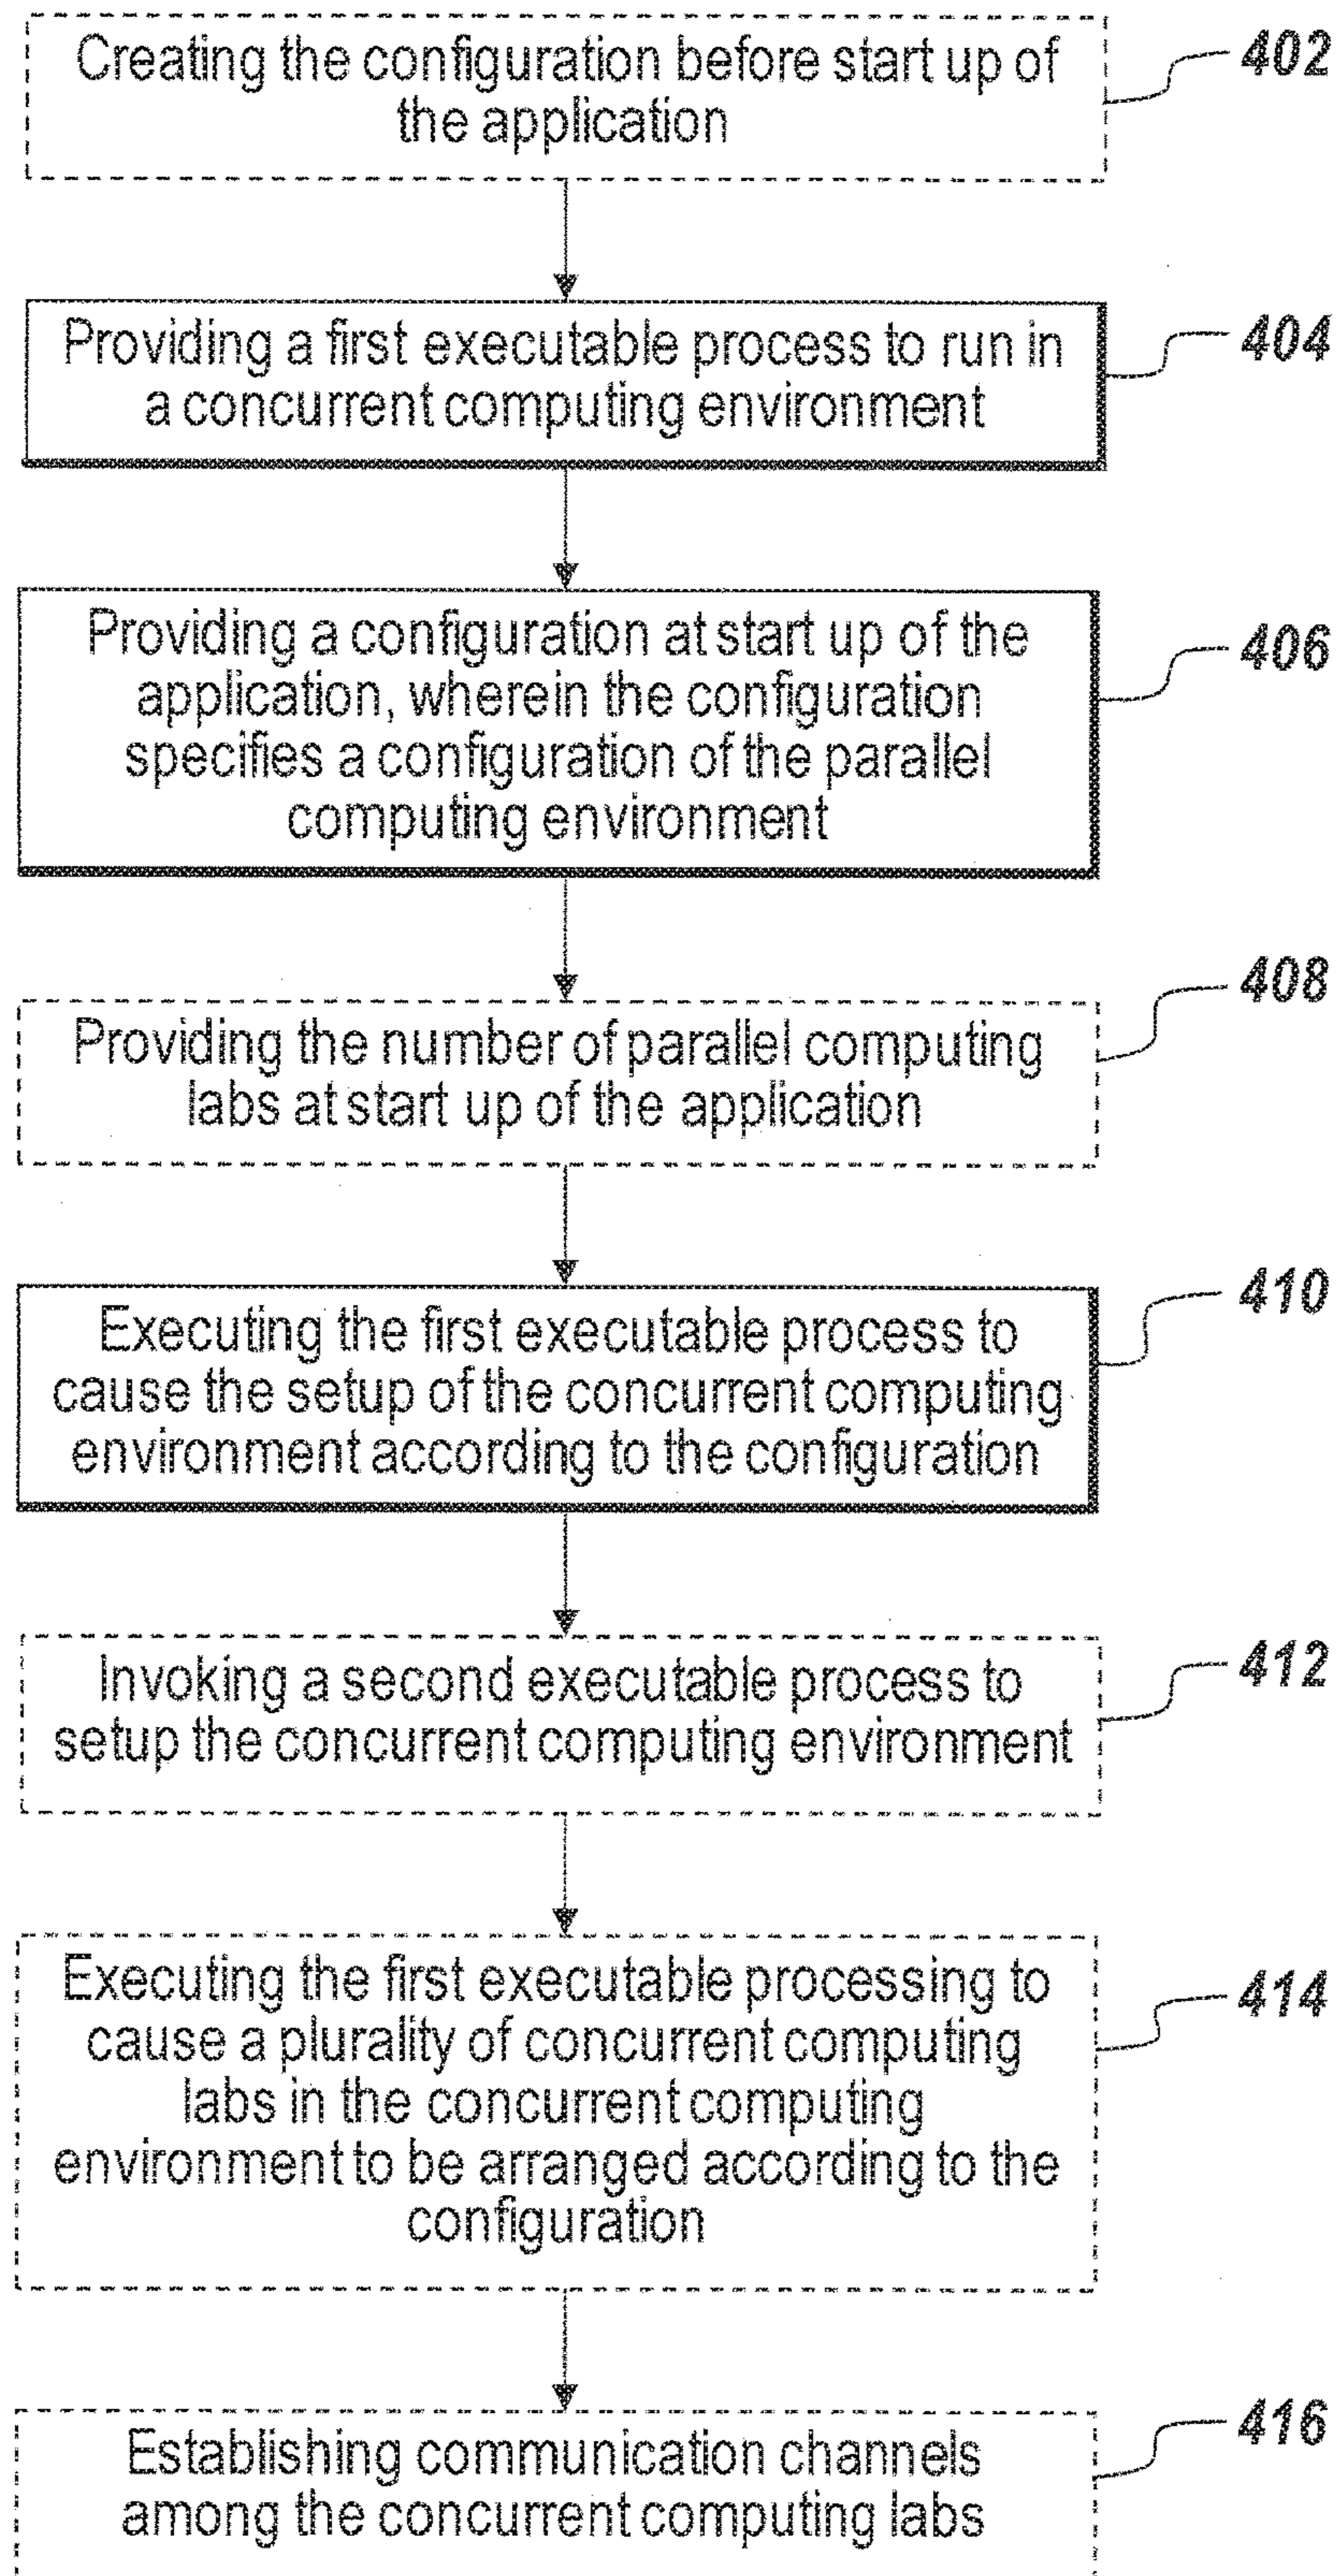 Creating the configuration before start up of
the application
402
Providing a first executable process to run in
a concurrent computing environment
404
Providing a configuration at start up of the
application, wherein the configuration
specifies a configuration of the parallel
computing environment
406
Providing the number of parallel computing
labs at start up of the application
408
Executing the first executable process to
cause the setup of the concurrent computing
environment according to the configuration
410
Invoking a second executable process to
setup the concurrent computing environment
412
Executing the first executable processing to
cause a plurality of concurrent computing
labs in the concurrent computing
environment to be arranged according to the
configuration
414
Establishing communication channels
among the concurrent computing labs
416